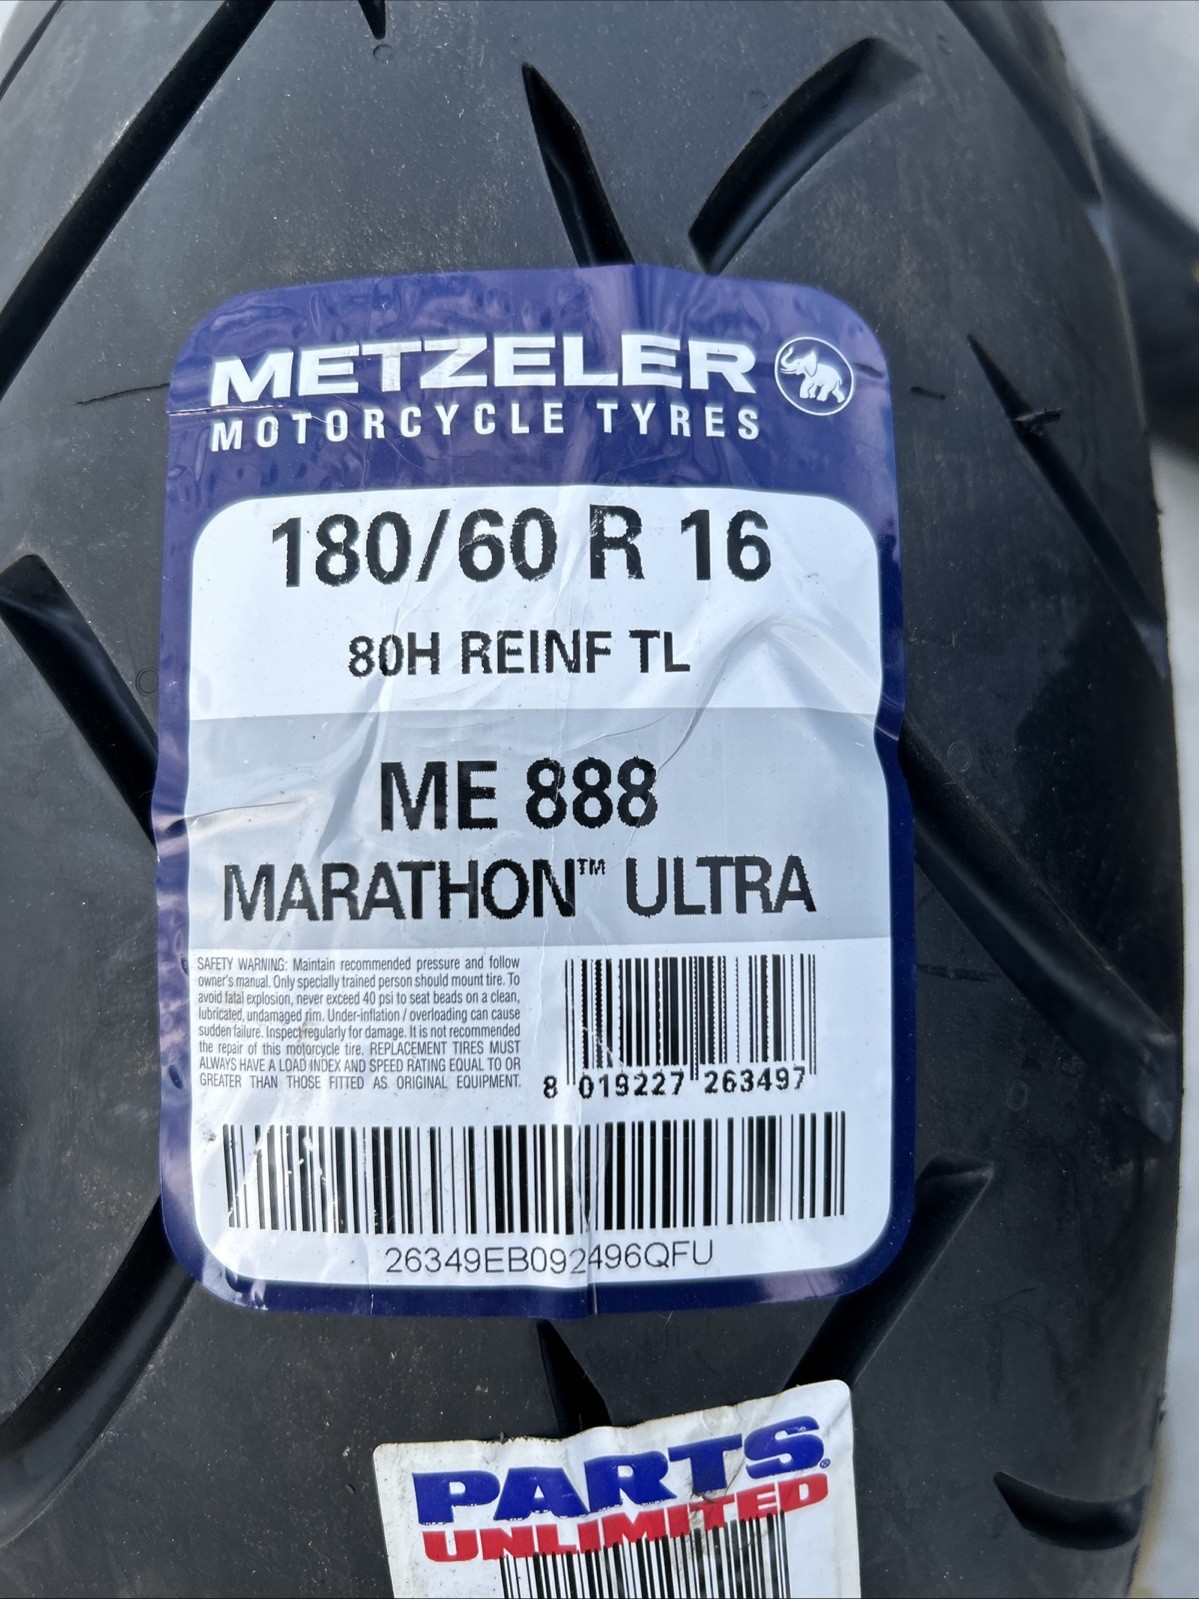 METZELER
MOTORCYCLE TYRES
180/60 R 16
80H REINF TL
ME 888
MARATHON™ ULTRA
SAFETY WARNING: Maintain recommended pressure and follow
owner's manual. Only specially trained person should mount tire. To
avoid fatal explosion, never exceed 40 psi to seat beads on a clean,
lubricated, undamaged rim. Under-inflation / overloading can cause
sudden failure. Inspect regularly for damage. It is not recommended
the repair of this motorcycle tire. REPLACEMENT TIRES MUST
ALWAYS HAVE A LOAD INDEX AND SPEED RATING EQUAL TO OR
GREATER THAN THOSE FITTED AS ORIGINAL EQUIPMENT.
8 019227 263497
26349EB092496QFU
PARTS®
UNLIMITED